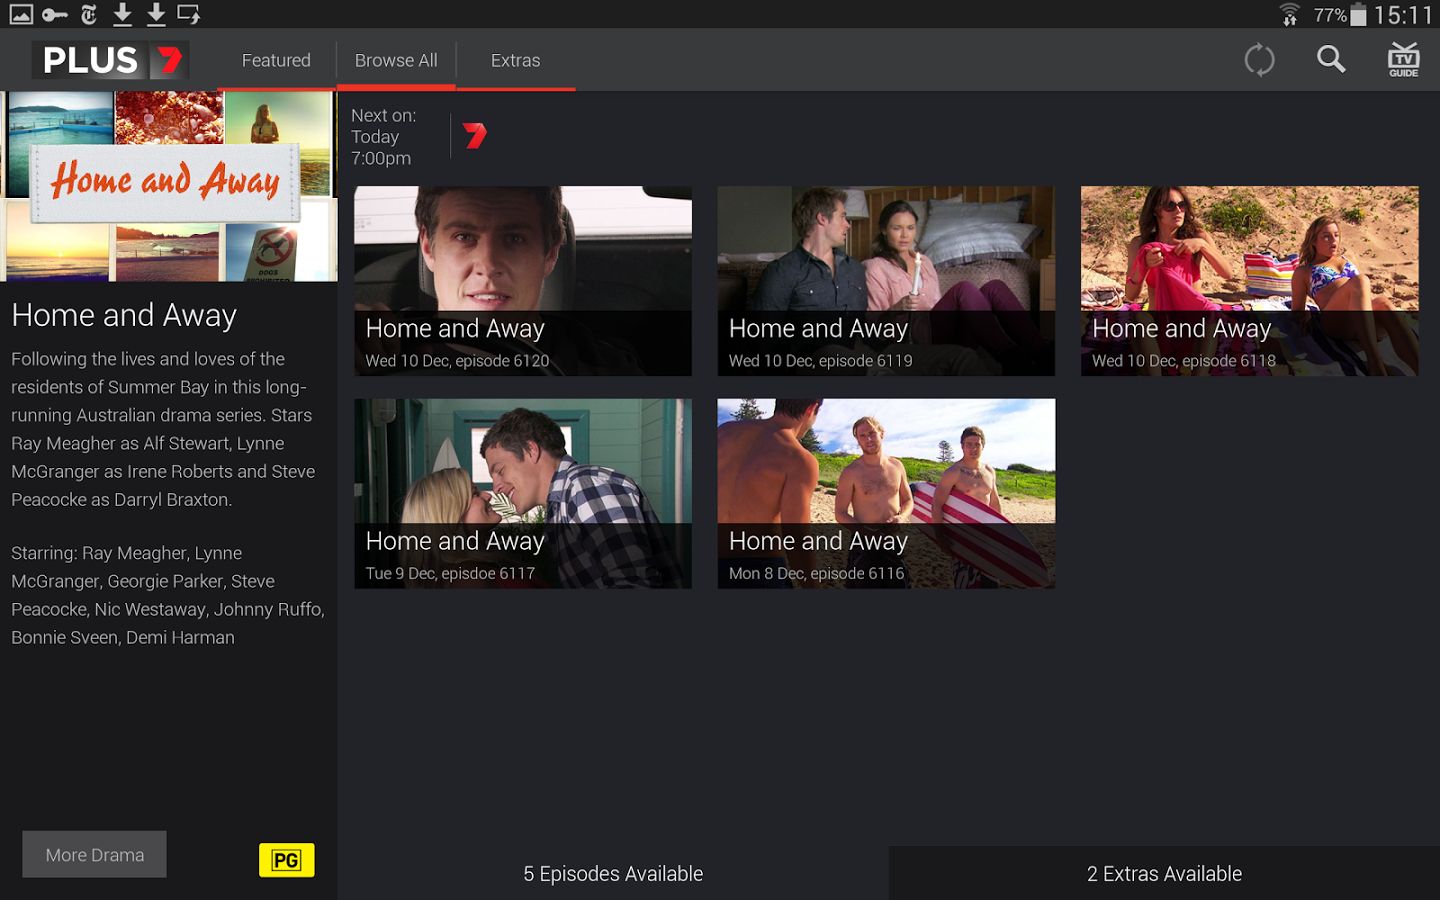 77% 15:11
PLUS 7
Featured
Browse All
Extras
TV
GUIDE
Home and Away
DOGS
PROHIBITED
Home and Away
Following the lives and loves of the
residents of Summer Bay in this long-
running Australian drama series. Stars
Ray Meagher as Alf Stewart, Lynne
McGranger as Irene Roberts and Steve
Peacocke as Darryl Braxton.
Starring: Ray Meagher, Lynne
McGranger, Georgie Parker, Steve
Peacocke, Nic Westaway, Johnny Ruffo,
Bonnie Sveen, Demi Harman
More Drama
PG
Next on:
Today
7:00pm
7
Home and Away
Wed 10 Dec, episode 6120
Home and Away
Wed 10 Dec, episode 6119
Home and Away
Wed 10 Dec, episode 6118
Home and Away
Tue 9 Dec, episdoe 6117
Home and Away
Mon 8 Dec, episode 6116
5 Episodes Available
2 Extras Available